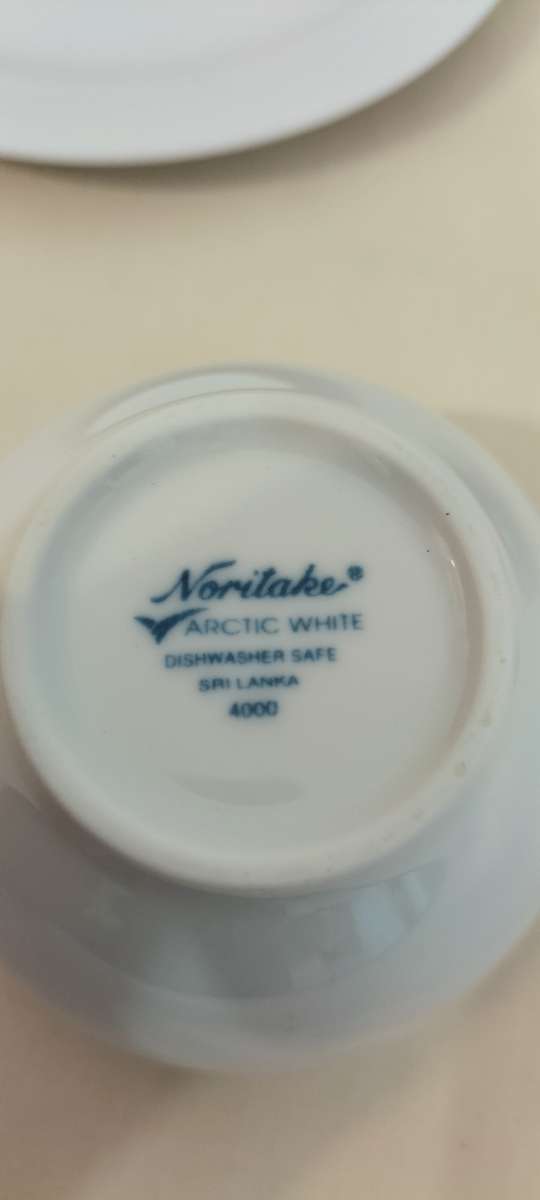 Noritake®
ARCTIC WHITE
DISHWASHER SAFE
SRI LANKA
4000